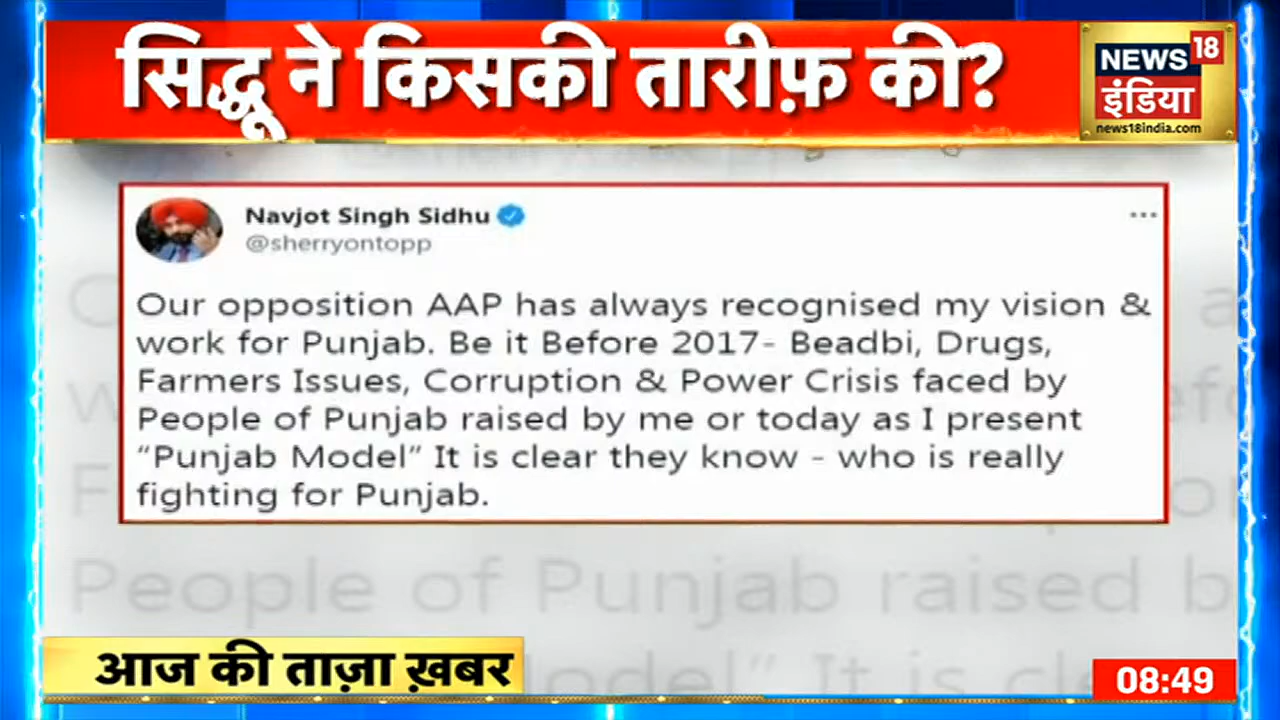 सिद्धू ने किसकी तारीफ़ की?
NEWS 18
इंडिया
news18india.com
Navjot Singh Sidhu
@sherryontopp
Our opposition AAP has always recognised my vision &
work for Punjab. Be it Before 2017- Beadbi, Drugs,
Farmers Issues, Corruption & Power Crisis faced by
People of Punjab raised by me or today as I present
“Punjab Model” It is clear they know - who is really
fighting for Punjab.
People of Punjab raised b
आज की ताज़ा ख़बर
08:49